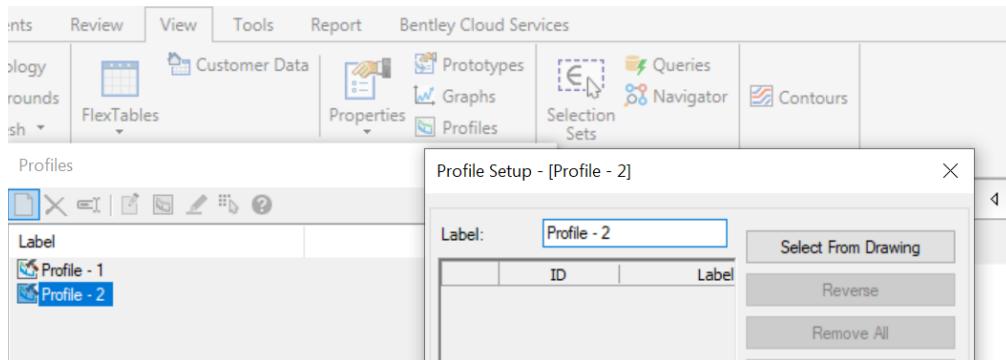 Review View Tools Report Bentley Cloud Services
Customer Data
Prototypes
Queries
Graphs
Navigator
Contours
FlexTables
Properties
Selection
Sets
Profiles
Profiles
Label
Profile - 1
Profile - 2
Profile Setup - [Profile - 2]
Label: Profile - 2
Select From Drawing
ID Label
Reverse
Remove All